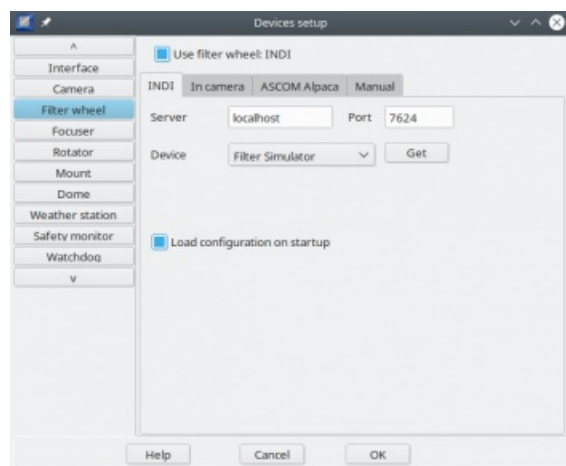 Devices setup
^
Interface
Camera
Filter wheel
Focuser
Rotator
Mount
Dome
Weather station
Safety monitor
Watchdog
v
Use filter wheel: INDI
INDI In camera ASCOM Alpaca Manual
Server localhost Port 7624
Device Filter Simulator Get
Load configuration on startup
Help Cancel OK